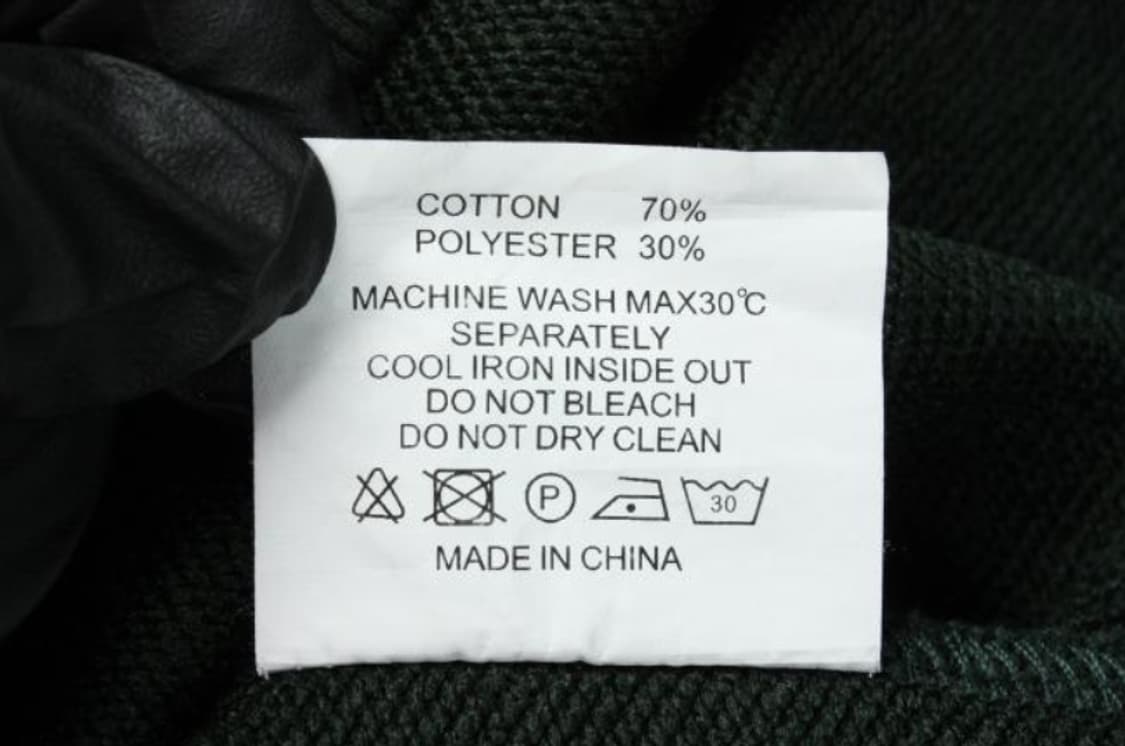 COTTON 70%
POLYESTER 30%
MACHINE WASH MAX30℃
SEPARATELY
COOL IRON INSIDE OUT
DO NOT BLEACH
DO NOT DRY CLEAN
P 30
MADE IN CHINA